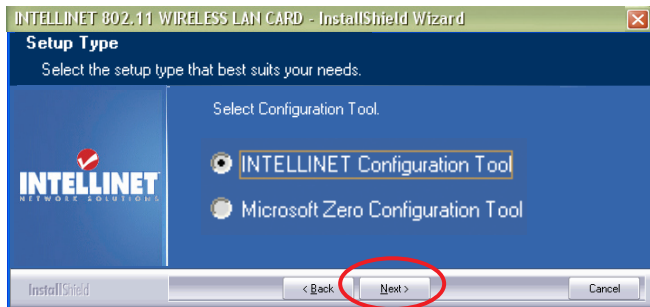 INTELLINET 802.11 WIRELESS LAN CARD - InstallShield Wizard
Setup Type
Select the setup type that best suits your needs.
Select Configuration Tool.
INTELLINET Configuration Tool
Microsoft Zero Configuration Tool
INTELLINET
NETWORK SOLUTIONS
InstallShield
< Back
Next >
Cancel